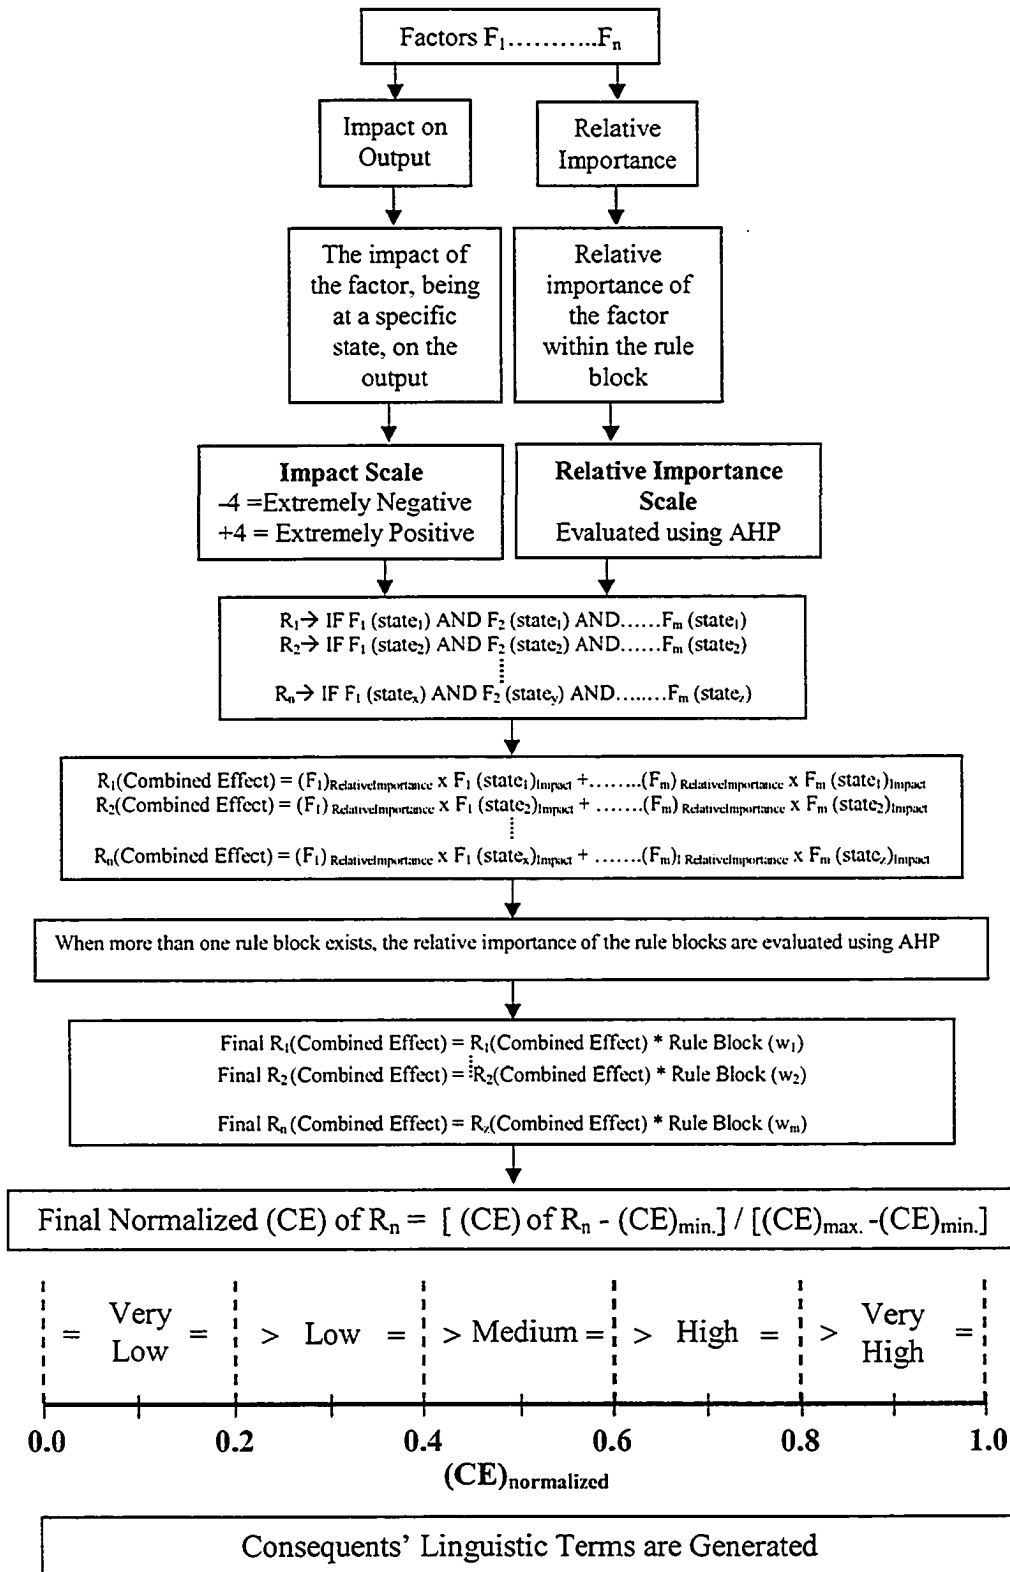 Factors F₁………..Fₙ
Impact on
Output
Relative
Importance
The impact of
the factor, being
at a specific
state, on the
output
Relative
importance of
the factor
within the rule
block
Impact Scale
-4 =Extremely Negative
+4 = Extremely Positive
Relative Importance
Scale
Evaluated using AHP
R₁→ IF F₁ (state₁) AND F₂ (state₁) AND……Fₘ (state₁)
R₂→ IF F₁ (state₂) AND F₂ (state₂) AND……Fₘ (state₂)
Rₙ→ IF F₁ (stateₓ) AND F₂ (state_y) AND……..Fₘ (state_z)
R₁(Combined Effect) = (F₁)RelativeImportance x F₁ (state₁)Impact +……..(Fₘ) RelativeImportance x Fₘ (state₁)Impact
R₂(Combined Effect) = (F₁) RelativeImportance x F₁ (state₂)Impact + ……(Fₘ) RelativeImportance x Fₘ (state₂)Impact
Rₙ(Combined Effect) = (F₁) RelativeImportance x F₁ (stateₓ)Impact + …….(Fₘ)ₗ RelativeImportance x Fₘ (state_z)Impact
When more than one rule block exists, the relative importance of the rule blocks are evaluated using AHP
Final R₁(Combined Effect) = R₁(Combined Effect) * Rule Block (w₁)
Final R₂(Combined Effect) = R₂(Combined Effect) * Rule Block (w₂)
Final Rₙ(Combined Effect) = R_z(Combined Effect) * Rule Block (wₘ)
Final Normalized (CE) of Rₙ = [ (CE) of Rₙ - (CE)min.] / [(CE)max. -(CE)min.]
= Very Low = > Low = > Medium = > High = > Very High =
0.0 0.2 0.4 0.6 0.8 1.0
(CE)normalized
Consequents' Linguistic Terms are Generated